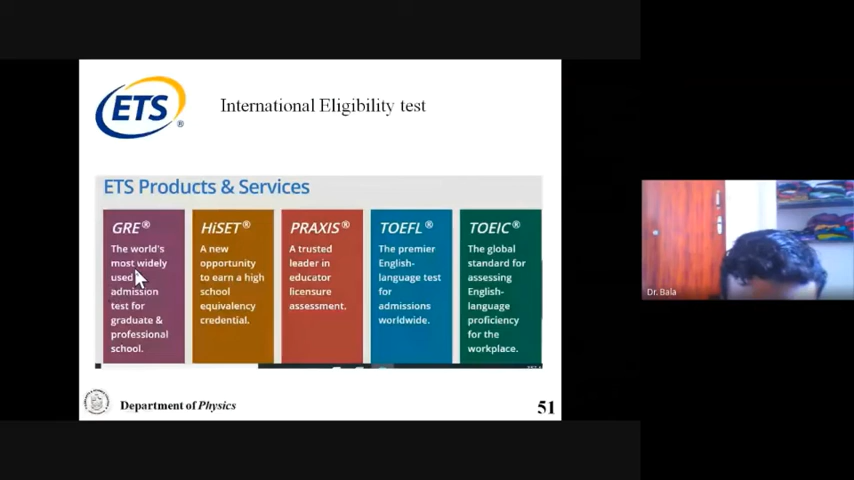 ETS®
International Eligibility test
ETS Products & Services
GRE®
The world's
most widely
used
admission
test for
graduate &
professional
school.
HiSET®
A new
opportunity
to earn a high
school
equivalency
credential.
PRAXIS®
A trusted
leader in
educator
licensure
assessment.
TOEFL®
The premier
English-
language test
for
admissions
worldwide.
TOEIC®
The global
standard for
assessing
English-
language
proficiency
for the
workplace.
Department of Physics
51
Dr. Bala